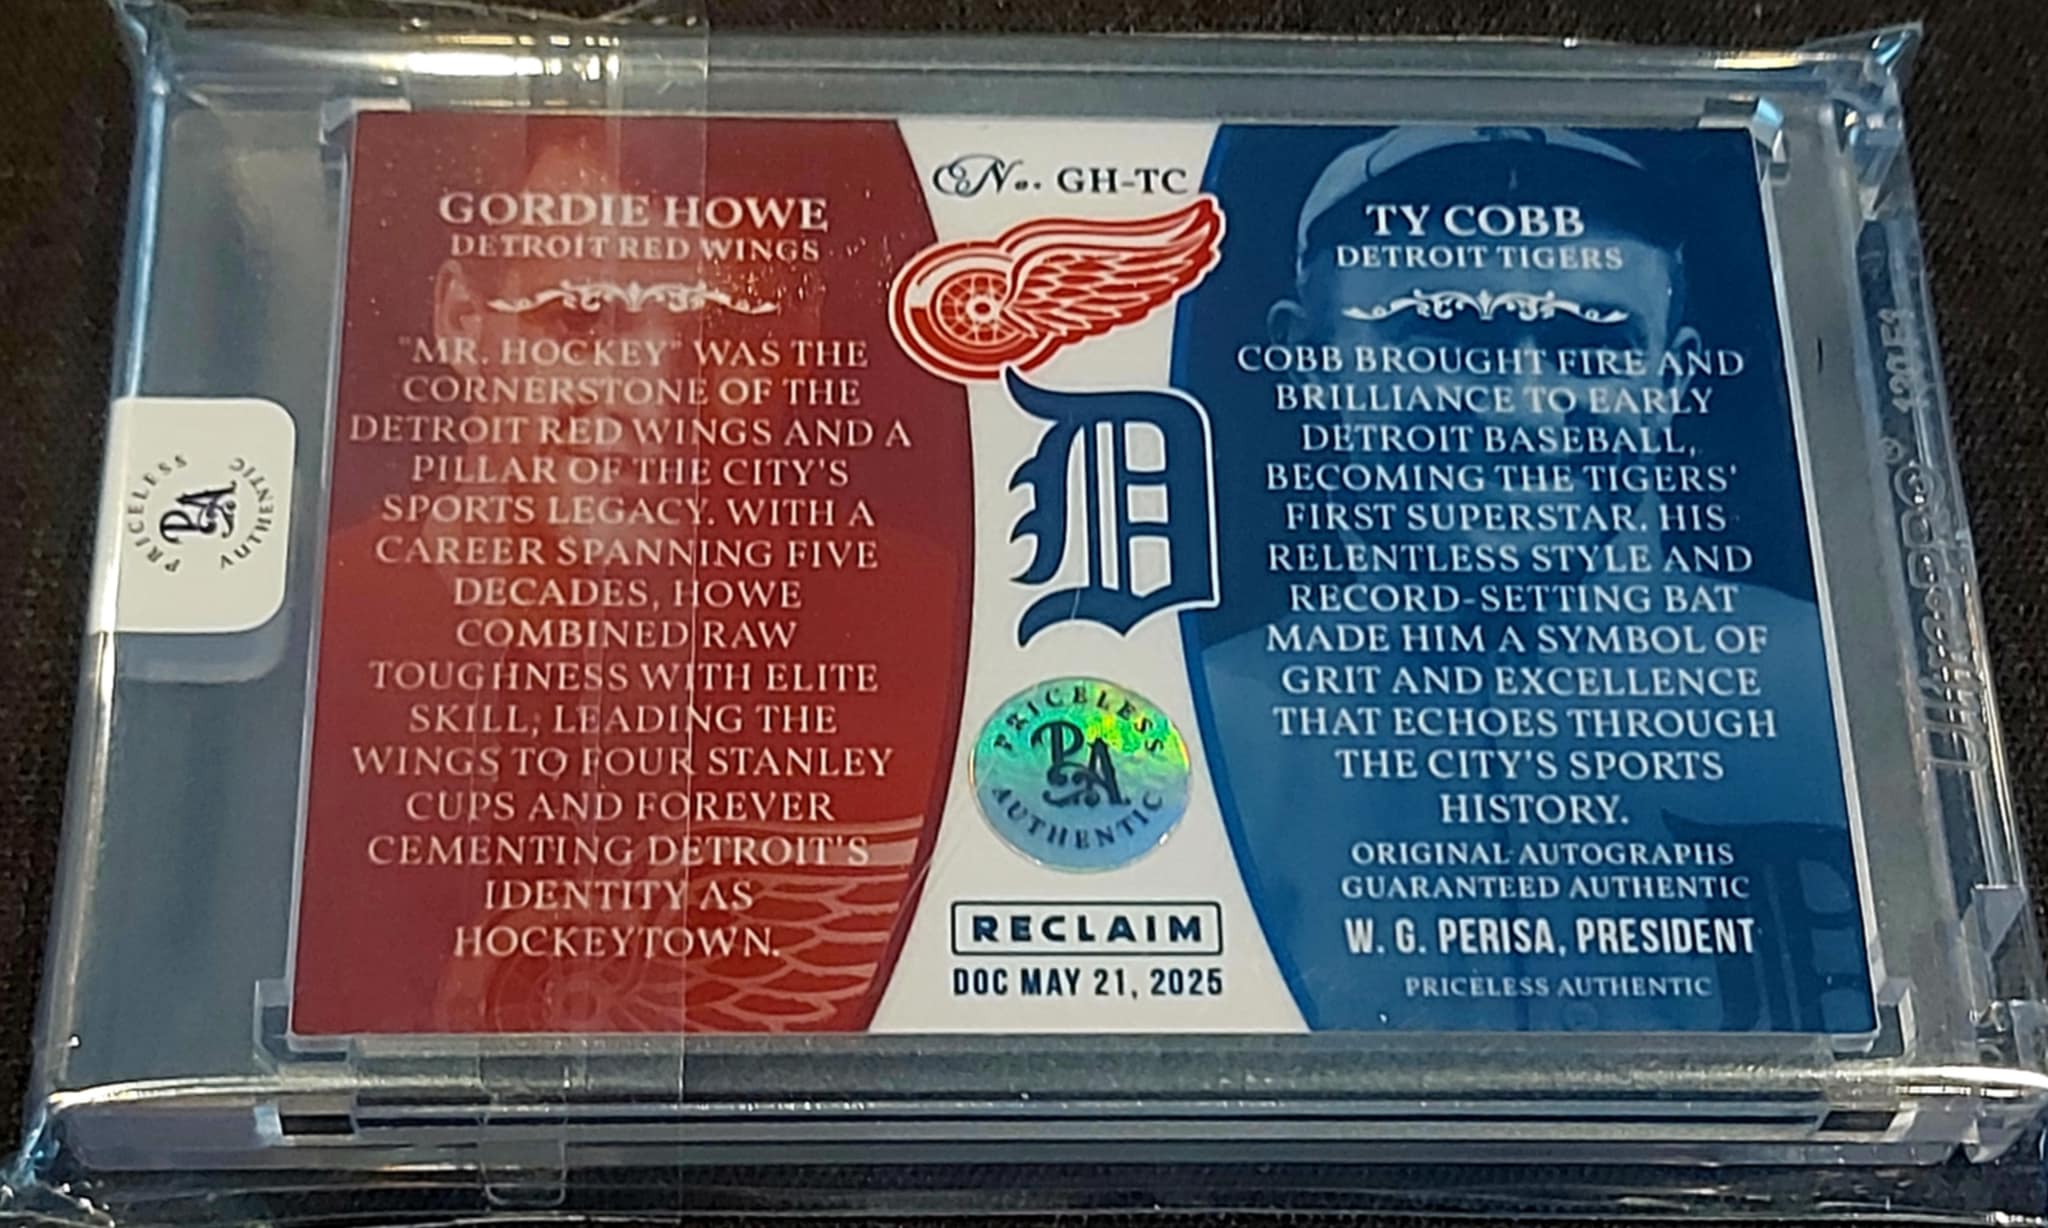 GORDIE HOWE
DETROIT RED WINGS
"MR. HOCKEY" WAS THE
CORNERSTONE OF THE
DETROIT RED WINGS AND A
PILLAR OF THE CITY'S
SPORTS LEGACY. WITH A
CAREER SPANNING FIVE
DECADES, HOWE
COMBINED RAW
TOUGHNESS WITH ELITE
SKILL, LEADING THE
WINGS TO FOUR STANLEY
CUPS AND FOREVER
CEMENTING DETROIT'S
IDENTITY AS
HOCKEYTOWN.
No. GH-TC
D
PRICELESS
PA
AUTHENTIC
RECLAIM
DOC MAY 21, 2025
TY COBB
DETROIT TIGERS
COBB BROUGHT FIRE AND
BRILLIANCE TO EARLY
DETROIT BASEBALL,
BECOMING THE TIGERS'
FIRST SUPERSTAR. HIS
RELENTLESS STYLE AND
RECORD-SETTING BAT
MADE HIM A SYMBOL OF
GRIT AND EXCELLENCE
THAT ECHOES THROUGH
THE CITY'S SPORTS
HISTORY.
ORIGINAL AUTOGRAPHS
GUARANTEED AUTHENTIC
W. G. PERISA, PRESIDENT
PRICELESS AUTHENTIC
PRICELESS
PA
AUTHENTIC